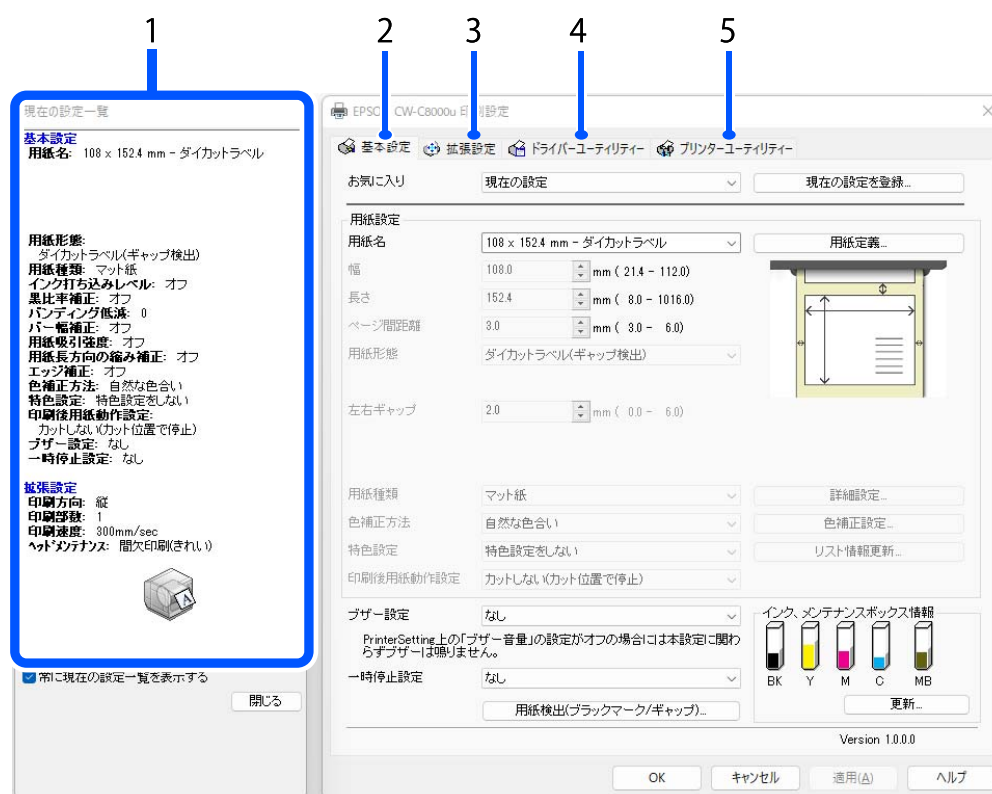 1
2
3
4
5
現在の設定一覧
基本設定
用紙名: 108 x 152.4 mm - ダイカットラベル
用紙形態:
ダイカットラベル(ギャップ検出)
用紙種類: マット紙
インク打ち込みレベル: オフ
黒比率補正: オフ
バンディング低減: 0
バー幅補正: オフ
用紙吸引強度: オフ
用紙長方向の縮み補正: オフ
エッジ補正: オフ
色補正方法: 自然な色合い
特色設定: 特色設定をしない
印刷後用紙動作設定:
カットしない(カット位置で停止)
ブザー設定: なし
一時停止設定: なし
拡張設定
印刷方向: 縦
印刷部数: 1
印刷速度: 300mm/sec
ヘッドメンテナンス: 間欠印刷(きれい)
常に現在の設定一覧を表示する
閉じる
EPSO CW-C8000u 印刷設定
基本設定 拡張設定 ドライバーユーティリティー プリンターユーティリティー
お気に入り 現在の設定 現在の設定を登録...
用紙設定
用紙名 108 x 152.4 mm - ダイカットラベル 用紙定義...
幅 108.0 mm ( 21.4 - 112.0)
長さ 152.4 mm ( 8.0 - 1016.0)
ページ間距離 3.0 mm ( 3.0 - 6.0)
用紙形態 ダイカットラベル(ギャップ検出)
左右ギャップ 2.0 mm ( 0.0 - 6.0)
用紙種類 マット紙 詳細設定...
色補正方法 自然な色合い 色補正設定...
特色設定 特色設定をしない リスト情報更新...
印刷後用紙動作設定 カットしない(カット位置で停止)
ブザー設定 なし
PrinterSetting上の「ブザー音量」の設定がオフの場合には本設定に関わ
らずブザーは鳴りません。
一時停止設定 なし
用紙検出(ブラックマーク/ギャップ)...
インク、メンテナンスボックス情報
BK Y M C MB
更新...
Version 1.0.0.0
OK キャンセル 適用(A) ヘルプ